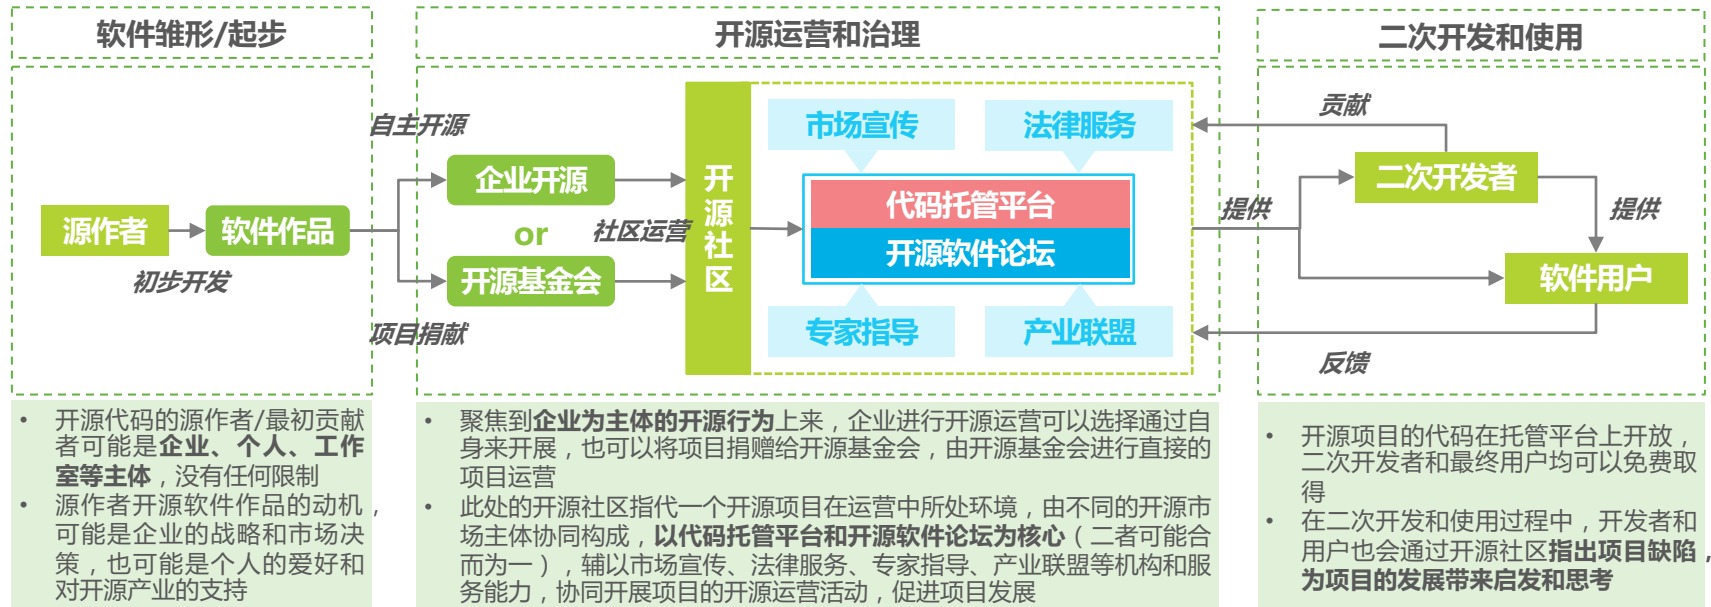 软件雏形/起步
开源运营和治理
二次开发和使用
源作者
初步开发
软件作品
自主开源
项目捐献
企业开源
or
开源基金会
社区运营
开源社区
市场宣传
法律服务
代码托管平台
开源软件论坛
专家指导
产业联盟
贡献
提供
二次开发者
提供
软件用户
反馈
• 开源代码的源作者/最初贡献
者可能是企业、个人、工作
室等主体，没有任何限制
• 源作者开源软件作品的动机，
可能是企业的战略和市场决
策，也可能是个人的爱好和
对开源产业的支持
• 聚焦到企业为主体的开源行为上来，企业进行开源运营可以选择通过自
身来开展，也可以将项目捐赠给开源基金会，由开源基金会进行直接的
项目运营
• 此处的开源社区指代一个开源项目在运营中所处环境，由不同的开源市
场主体协同构成，以代码托管平台和开源软件论坛为核心（二者可能合
而为一），辅以市场宣传、法律服务、专家指导、产业联盟等机构和服
务能力，协同开展项目的开源运营活动，促进项目发展
• 开源项目的代码在托管平台上开放，
二次开发者和最终用户均可以免费取
得
• 在二次开发和使用过程中，开发者和
用户也会通过开源社区指出项目缺陷，
为项目的发展带来启发和思考